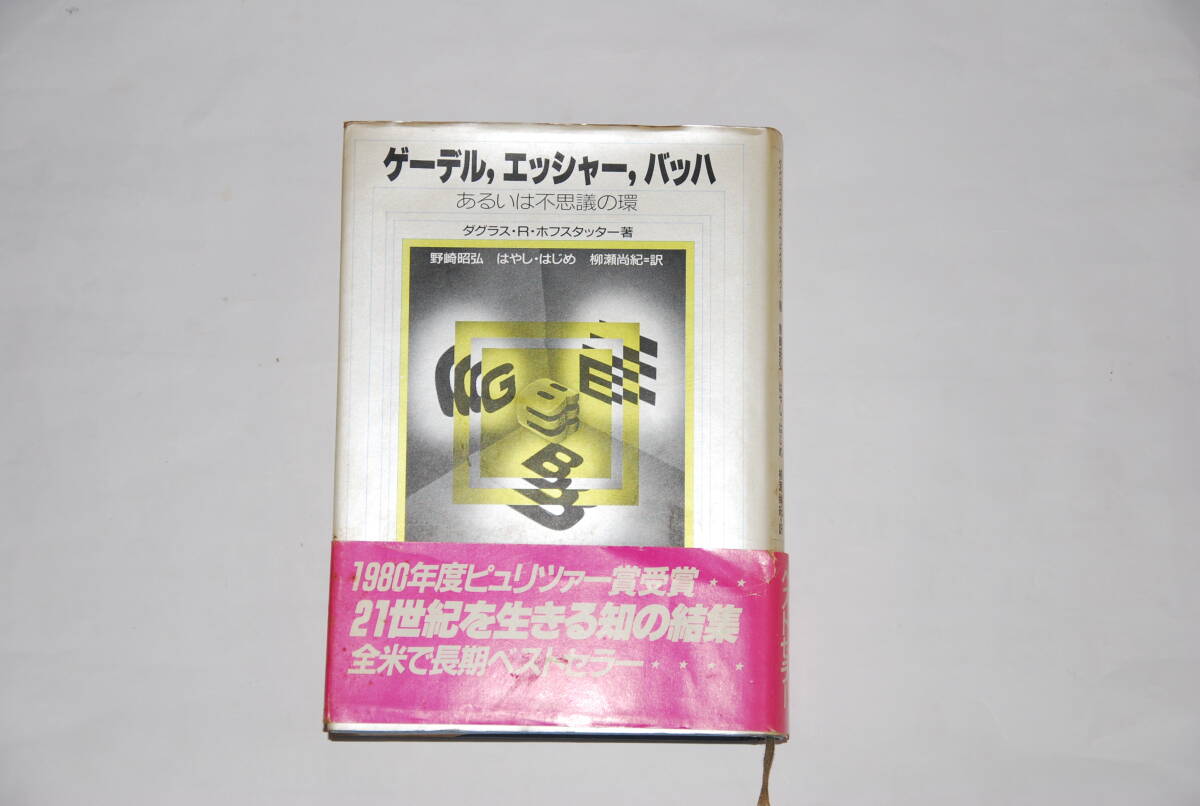 ゲーデル，エッシャー，バッハ
あるいは不思議の環
ダグラス・R・ホフスタッター著
野崎昭弘　はやし・はじめ　柳瀬尚紀＝訳
G
E
B
B
1980年度ピュリツァー賞受賞★★
21世紀を生きる知の結集
全米で長期ベストセラー★★★★